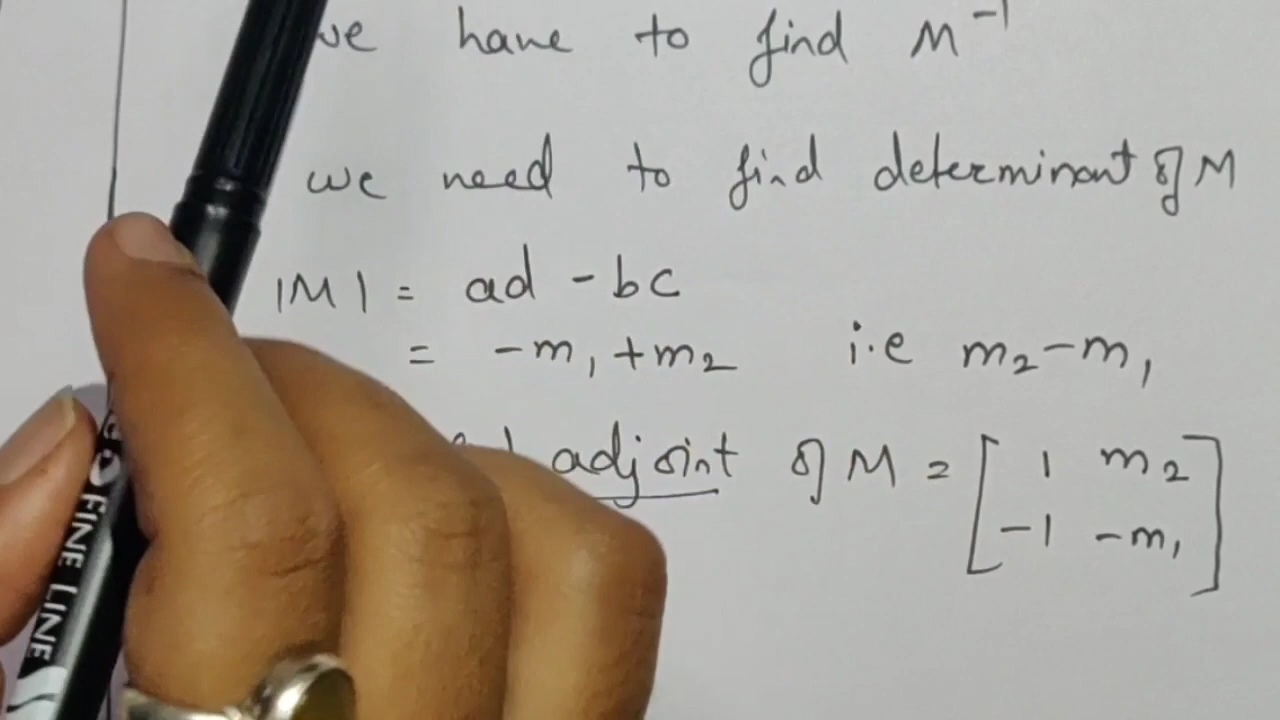 have to find M⁻¹
we need to find determinant of M
|M| = ad - bc
= -m₁ + m₂ i.e m₂ - m₁
adjoint of M = [ 1 m₂
-1 -m₁ ]
FINE LINE